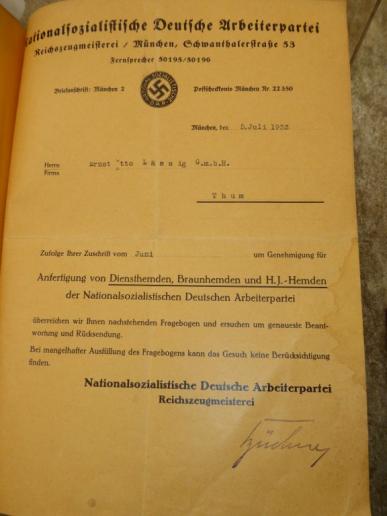 Nationalsozialistische Deutsche Arbeiterpartei
Reichszeugmeisterei / München, Schwanthalerstraße 53
Fernsprecher 50195/50196
Briefanschrift: München 2
Postscheckkonto München Nr. 22 550
München, den 5. Juli 1933
Herrn
Firma
Ernst Otto Lässig G.m.b.H.
Thum
Zufolge Ihrer Zuschrift vom Juni um Genehmigung für
Anfertigung von Diensthemden, Braunhemden und H.J.-Hemden
der Nationalsozialistischen Deutschen Arbeiterpartei
überreichen wir Ihnen nachstehenden Fragebogen und ersuchen um genaueste Beant-
wortung und Rücksendung.
Bei mangelhafter Ausfüllung des Fragebogens kann das Gesuch keine Berücksichtigung
finden.
Nationalsozialistische Deutsche Arbeiterpartei
Reichszeugmeisterei